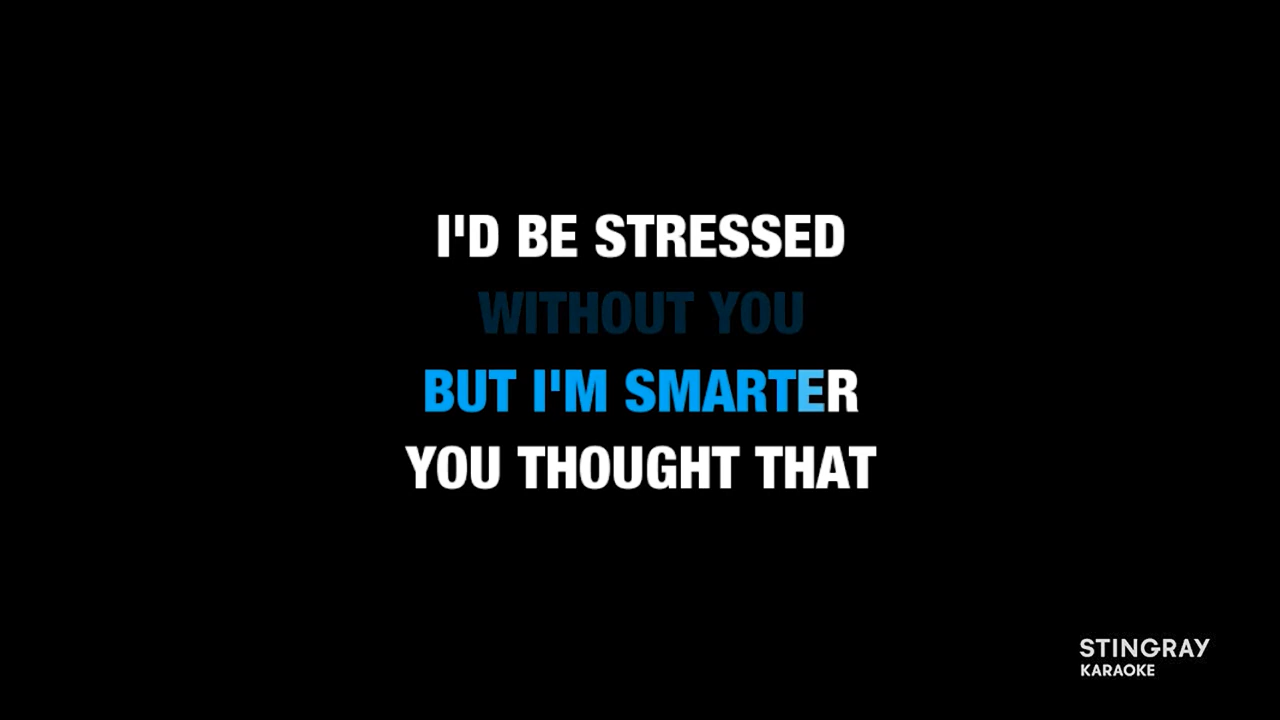 I'D BE STRESSED
WITHOUT YOU
BUT I'M SMARTER
YOU THOUGHT THAT
STINGRAY
KARAOKE